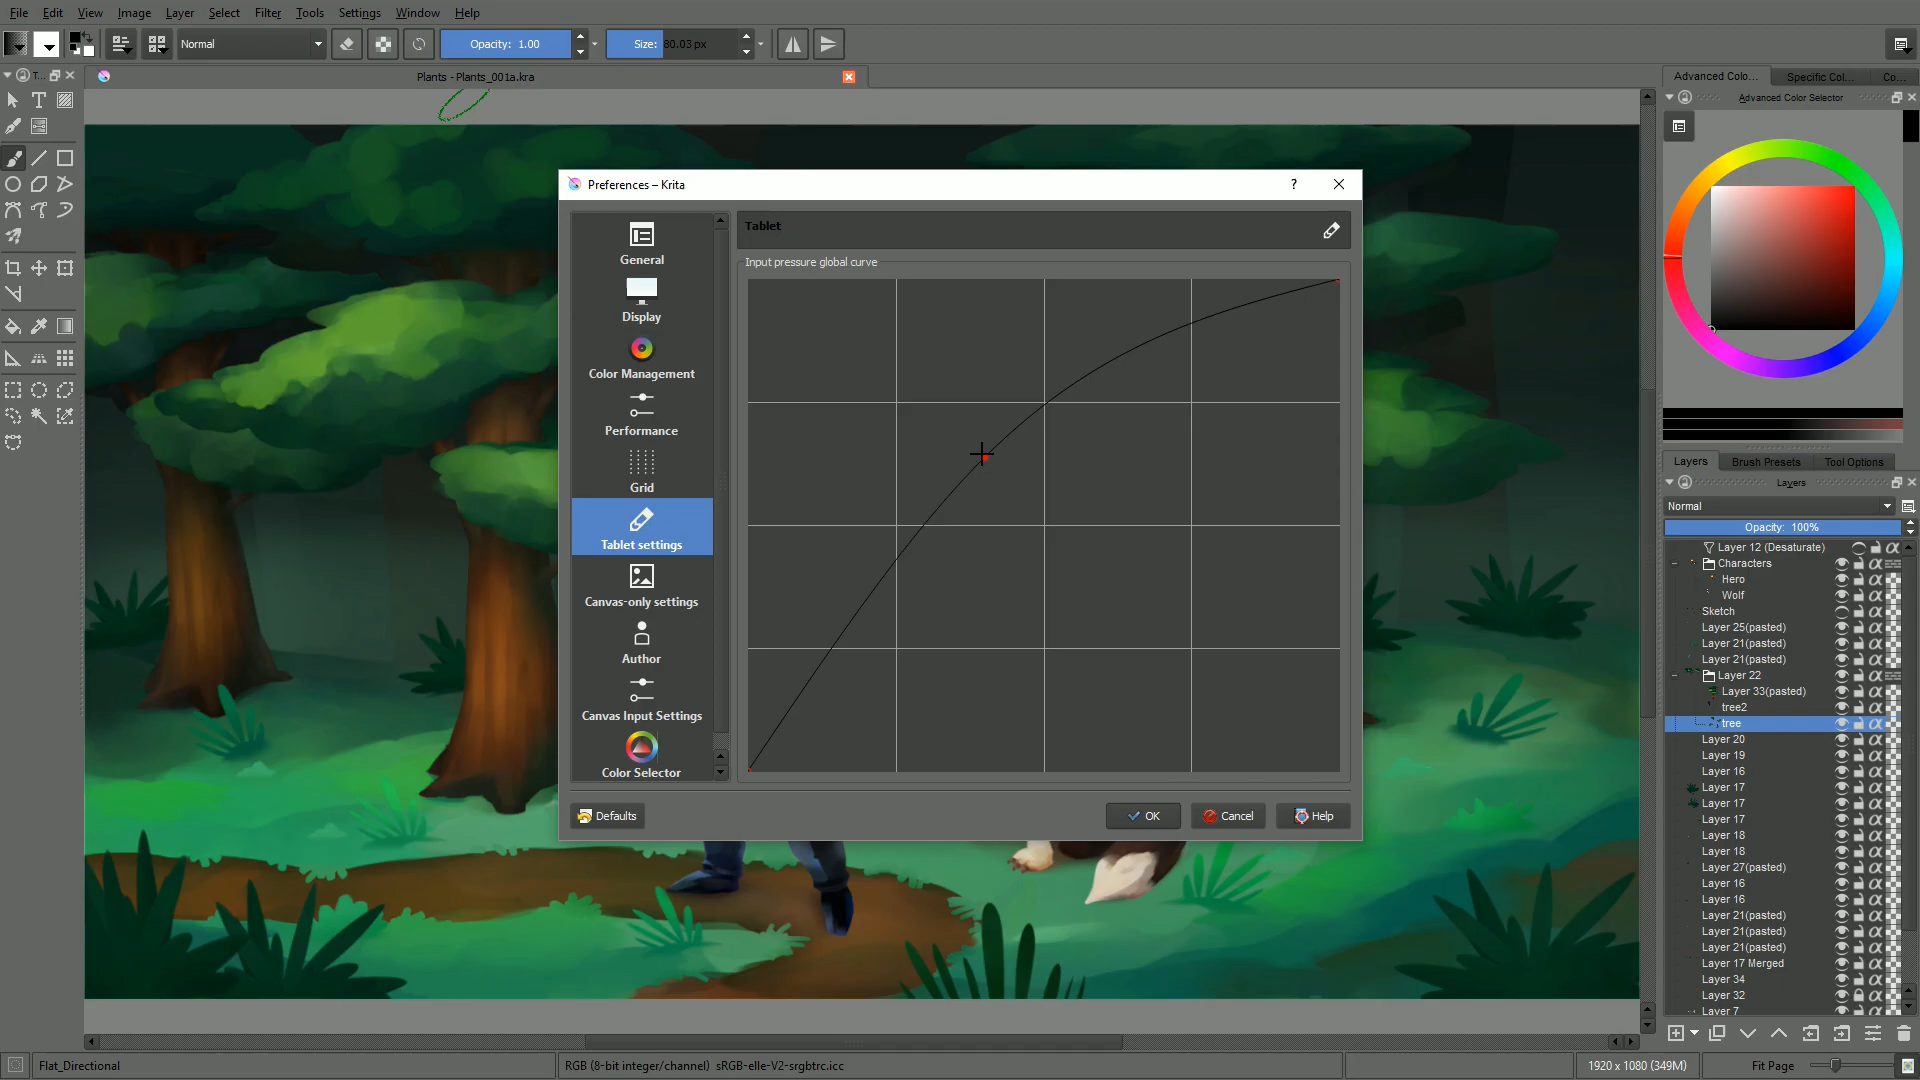 File Edit View Image Layer Select Filter Tools Settings Window Help
Normal Opacity: 1.00 Size: 80.03 px
T... Plants - Plants_001a.kra
Advanced Colo... Specific Col... Co...
Advanced Color Selector
Preferences – Krita
?
General
Display
Color Management
Performance
Grid
Tablet settings
Canvas-only settings
Author
Canvas Input Settings
Color Selector
Tablet
Input pressure global curve
Defaults OK Cancel Help
Layers Brush Presets Tool Options
Layers
Normal
Opacity: 100%
Layer 12 (Desaturate)
Characters
Hero
Wolf
Sketch
Layer 25(pasted)
Layer 21(pasted)
Layer 21(pasted)
Layer 22
Layer 33(pasted)
tree2
tree
Layer 20
Layer 19
Layer 16
Layer 17
Layer 17
Layer 17
Layer 18
Layer 18
Layer 27(pasted)
Layer 16
Layer 16
Layer 21(pasted)
Layer 21(pasted)
Layer 21(pasted)
Layer 17 Merged
Layer 34
Layer 32
Layer 7
Flat_Directional RGB (8-bit integer/channel) sRGB-elle-V2-srgbtrc.icc 1920 x 1080 (349M) Fit Page